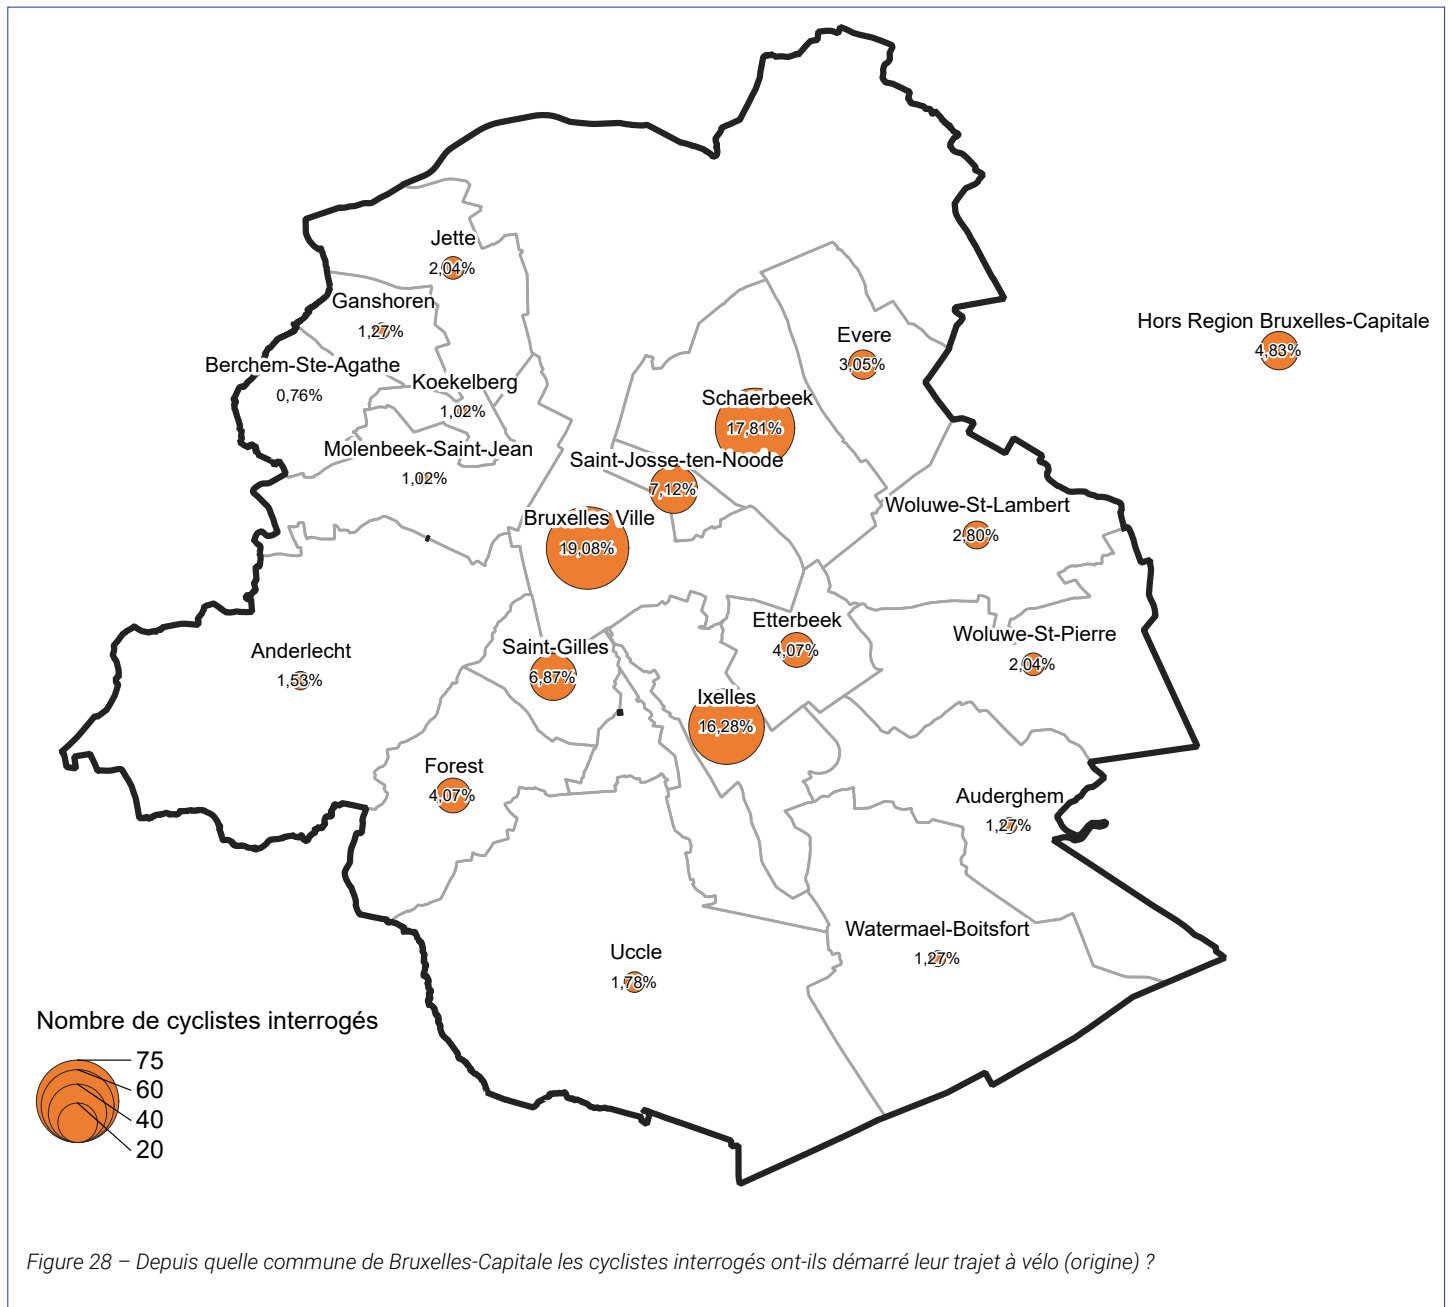 Jette
2,04%
Ganshoren
1,27%
Hors Region Bruxelles-Capitale
4,83%
Evere
3,05%
Berchem-Ste-Agathe
0,76%
Koekelberg
1,02%
Schaerbeek
17,81%
Molenbeek-Saint-Jean
1,02%
Saint-Josse-ten-Noode
7,12%
Woluwe-St-Lambert
2,80%
Bruxelles Ville
19,08%
Etterbeek
4,07%
Woluwe-St-Pierre
2,04%
Anderlecht
1,53%
Saint-Gilles
6,87%
Ixelles
16,28%
Forest
4,07%
Auderghem
1,27%
Watermael-Boitsfort
1,27%
Uccle
1,78%
Nombre de cyclistes interrogés
75
60
40
20
Figure 28 – Depuis quelle commune de Bruxelles-Capitale les cyclistes interrogés ont-ils démarré leur trajet à vélo (origine) ?